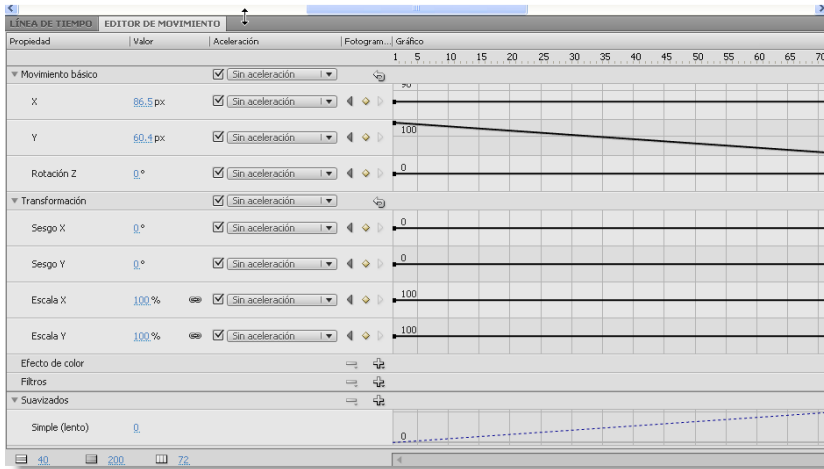 LÍNEA DE TIEMPO EDITOR DE MOVIMIENTO
Propiedad Valor Aceleración Fotogram... Gráfico
1 5 10 15 20 25 30 35 40 45 50 55 60 65 70
Movimiento básico Sin aceleración
90
X 86.5 px Sin aceleración
Y 60.4 px Sin aceleración 100
Rotación Z 0 ° Sin aceleración 0
Transformación Sin aceleración
Sesgo X 0 ° Sin aceleración 0
Sesgo Y 0 ° Sin aceleración 0
Escala X 100 % Sin aceleración 100
Escala Y 100 % Sin aceleración 100
Efecto de color
Filtros
Suavizados
Simple (lento) 0 0
40 200 72